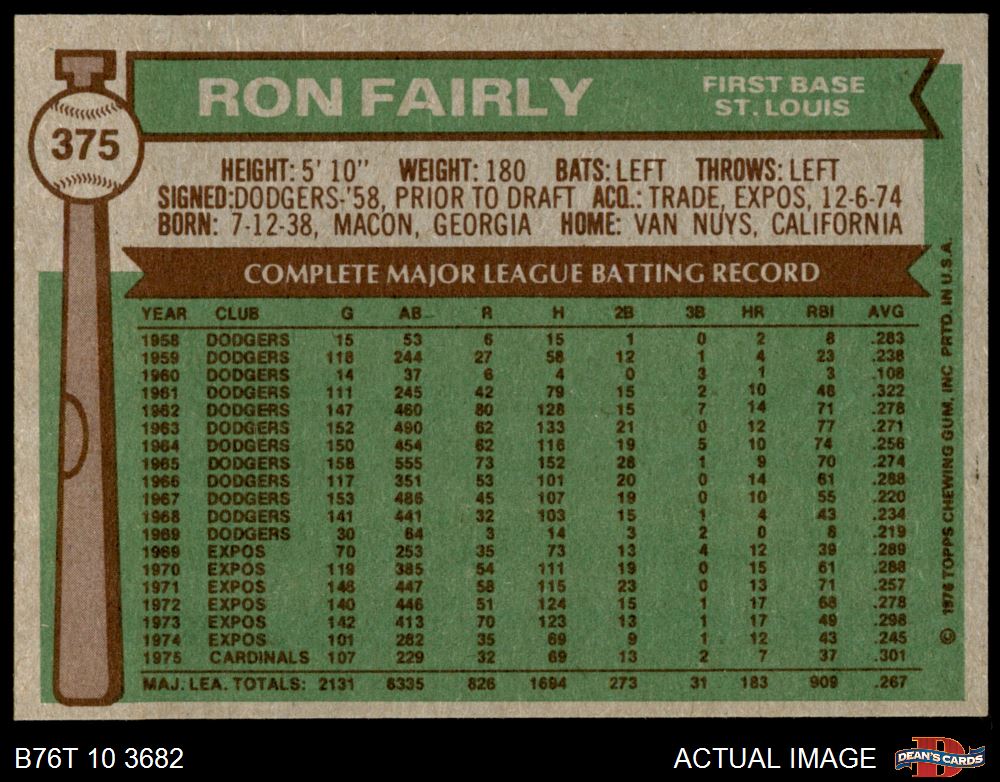 RON FAIRLY
FIRST BASE
ST. LOUIS
375
HEIGHT: 5' 10" WEIGHT: 180 BATS: LEFT THROWS: LEFT
SIGNED: DODGERS-'58, PRIOR TO DRAFT ACQ.: TRADE, EXPOS, 12-6-74
BORN: 7-12-38, MACON, GEORGIA HOME: VAN NUYS, CALIFORNIA
COMPLETE MAJOR LEAGUE BATTING RECORD
YEAR CLUB G AB R H 2B 3B HR RBI AVG
1958 DODGERS 15 53 6 15 1 0 2 8 .283
1959 DODGERS 118 244 27 58 12 1 4 23 .238
1960 DODGERS 14 37 6 4 0 3 1 3 .108
1961 DODGERS 111 245 42 79 15 2 10 48 .322
1962 DODGERS 147 460 80 128 15 7 14 71 .278
1963 DODGERS 152 490 62 133 21 0 12 77 .271
1964 DODGERS 150 454 62 116 19 5 10 74 .256
1965 DODGERS 158 555 73 152 28 1 9 70 .274
1966 DODGERS 117 351 53 101 20 0 14 61 .288
1967 DODGERS 153 486 45 107 19 0 10 55 .220
1968 DODGERS 141 441 32 103 15 1 4 43 .234
1969 DODGERS 30 64 3 14 3 2 0 8 .219
1969 EXPOS 70 253 35 73 13 4 12 39 .289
1970 EXPOS 119 385 54 111 19 0 15 61 .288
1971 EXPOS 146 447 58 115 23 0 13 71 .257
1972 EXPOS 140 446 51 124 15 1 17 68 .278
1973 EXPOS 142 413 70 123 13 1 17 49 .298
1974 EXPOS 101 282 35 69 9 1 12 43 .245
1975 CARDINALS 107 229 32 69 13 2 7 37 .301
MAJ. LEA. TOTALS: 2131 6335 826 1694 273 31 183 909 .267
© 1976 TOPPS CHEWING GUM, INC PRTD. IN U.S.A.
B76T 10 3682
ACTUAL IMAGE
D
DEAN'S CARDS